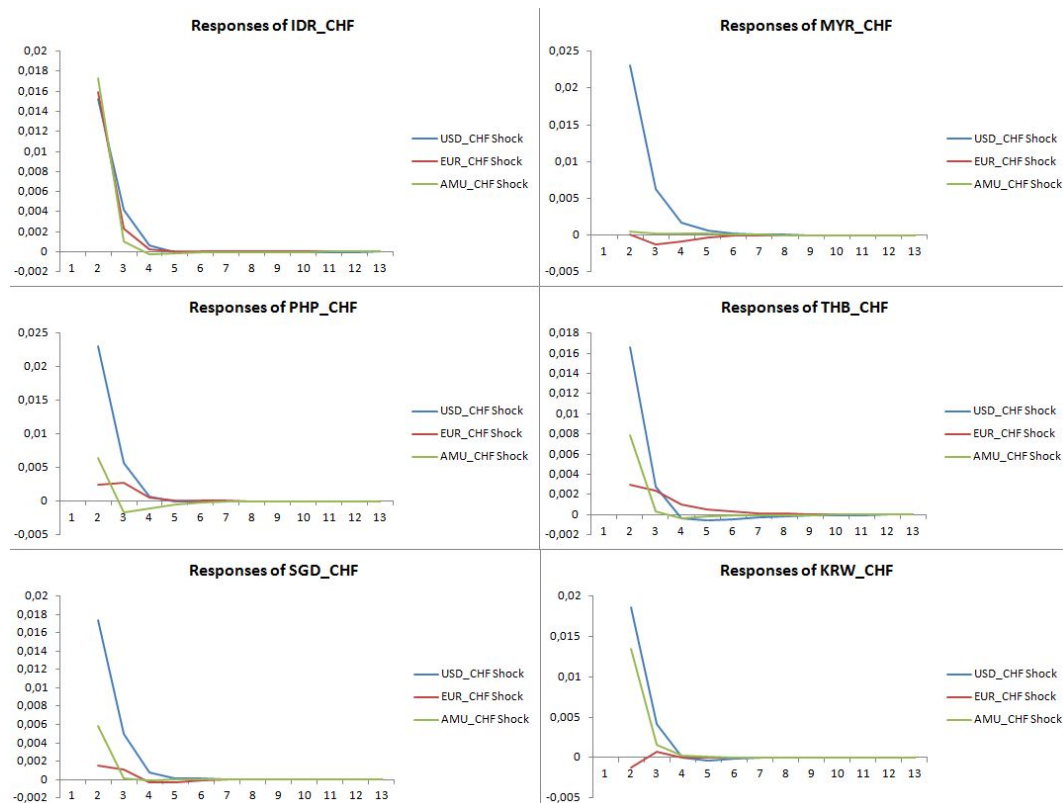 Responses of IDR_CHF
0,02
0,018
0,016
0,014
0,012
0,01
0,008
0,006
0,004
0,002
0
-0,002
1 2 3 4 5 6 7 8 9 10 11 12 13
USD_CHF Shock
EUR_CHF Shock
AMU_CHF Shock
Responses of MYR_CHF
0,025
0,02
0,015
0,01
0,005
0
-0,005
1 2 3 4 5 6 7 8 9 10 11 12 13
USD_CHF Shock
EUR_CHF Shock
AMU_CHF Shock
Responses of PHP_CHF
0,025
0,02
0,015
0,01
0,005
0
-0,005
1 2 3 4 5 6 7 8 9 10 11 12 13
USD_CHF Shock
EUR_CHF Shock
AMU_CHF Shock
Responses of THB_CHF
0,018
0,016
0,014
0,012
0,01
0,008
0,006
0,004
0,002
0
-0,002
1 2 3 4 5 6 7 8 9 10 11 12 13
USD_CHF Shock
EUR_CHF Shock
AMU_CHF Shock
Responses of SGD_CHF
0,02
0,018
0,016
0,014
0,012
0,01
0,008
0,006
0,004
0,002
0
-0,002
1 2 3 4 5 6 7 8 9 10 11 12 13
USD_CHF Shock
EUR_CHF Shock
AMU_CHF Shock
Responses of KRW_CHF
0,02
0,015
0,01
0,005
0
-0,005
1 2 3 4 5 6 7 8 9 10 11 12 13
USD_CHF Shock
EUR_CHF Shock
AMU_CHF Shock